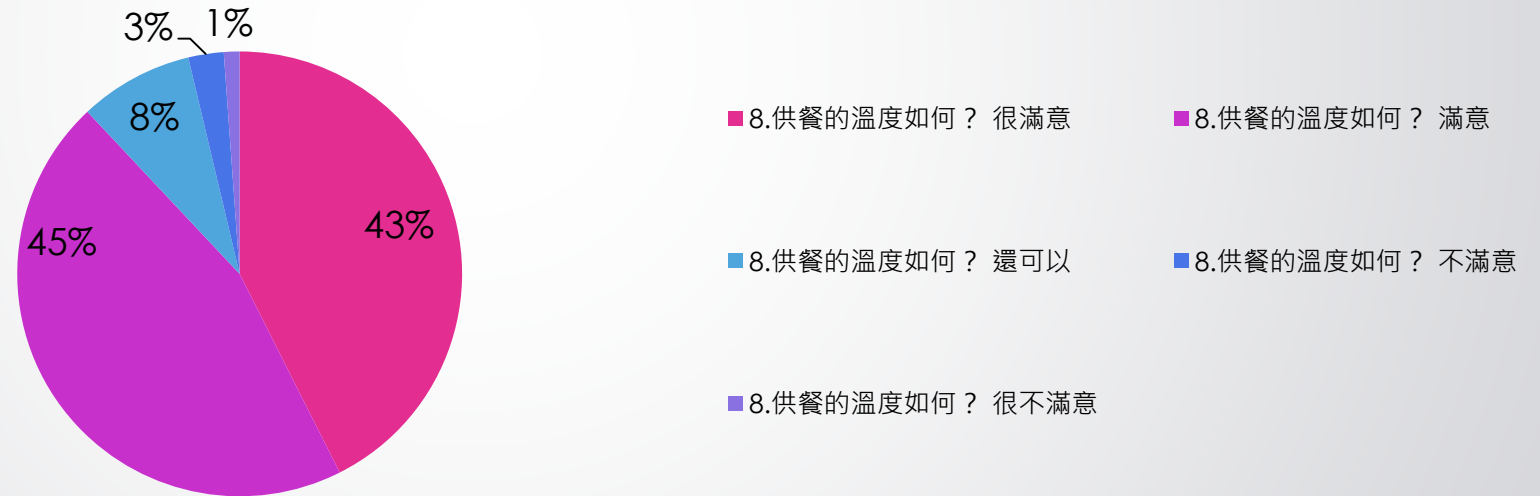 3%
1%
8%
43%
45%
8.供餐的溫度如何？ 很滿意
8.供餐的溫度如何？ 滿意
8.供餐的溫度如何？ 還可以
8.供餐的溫度如何？ 不滿意
8.供餐的溫度如何？ 很不滿意